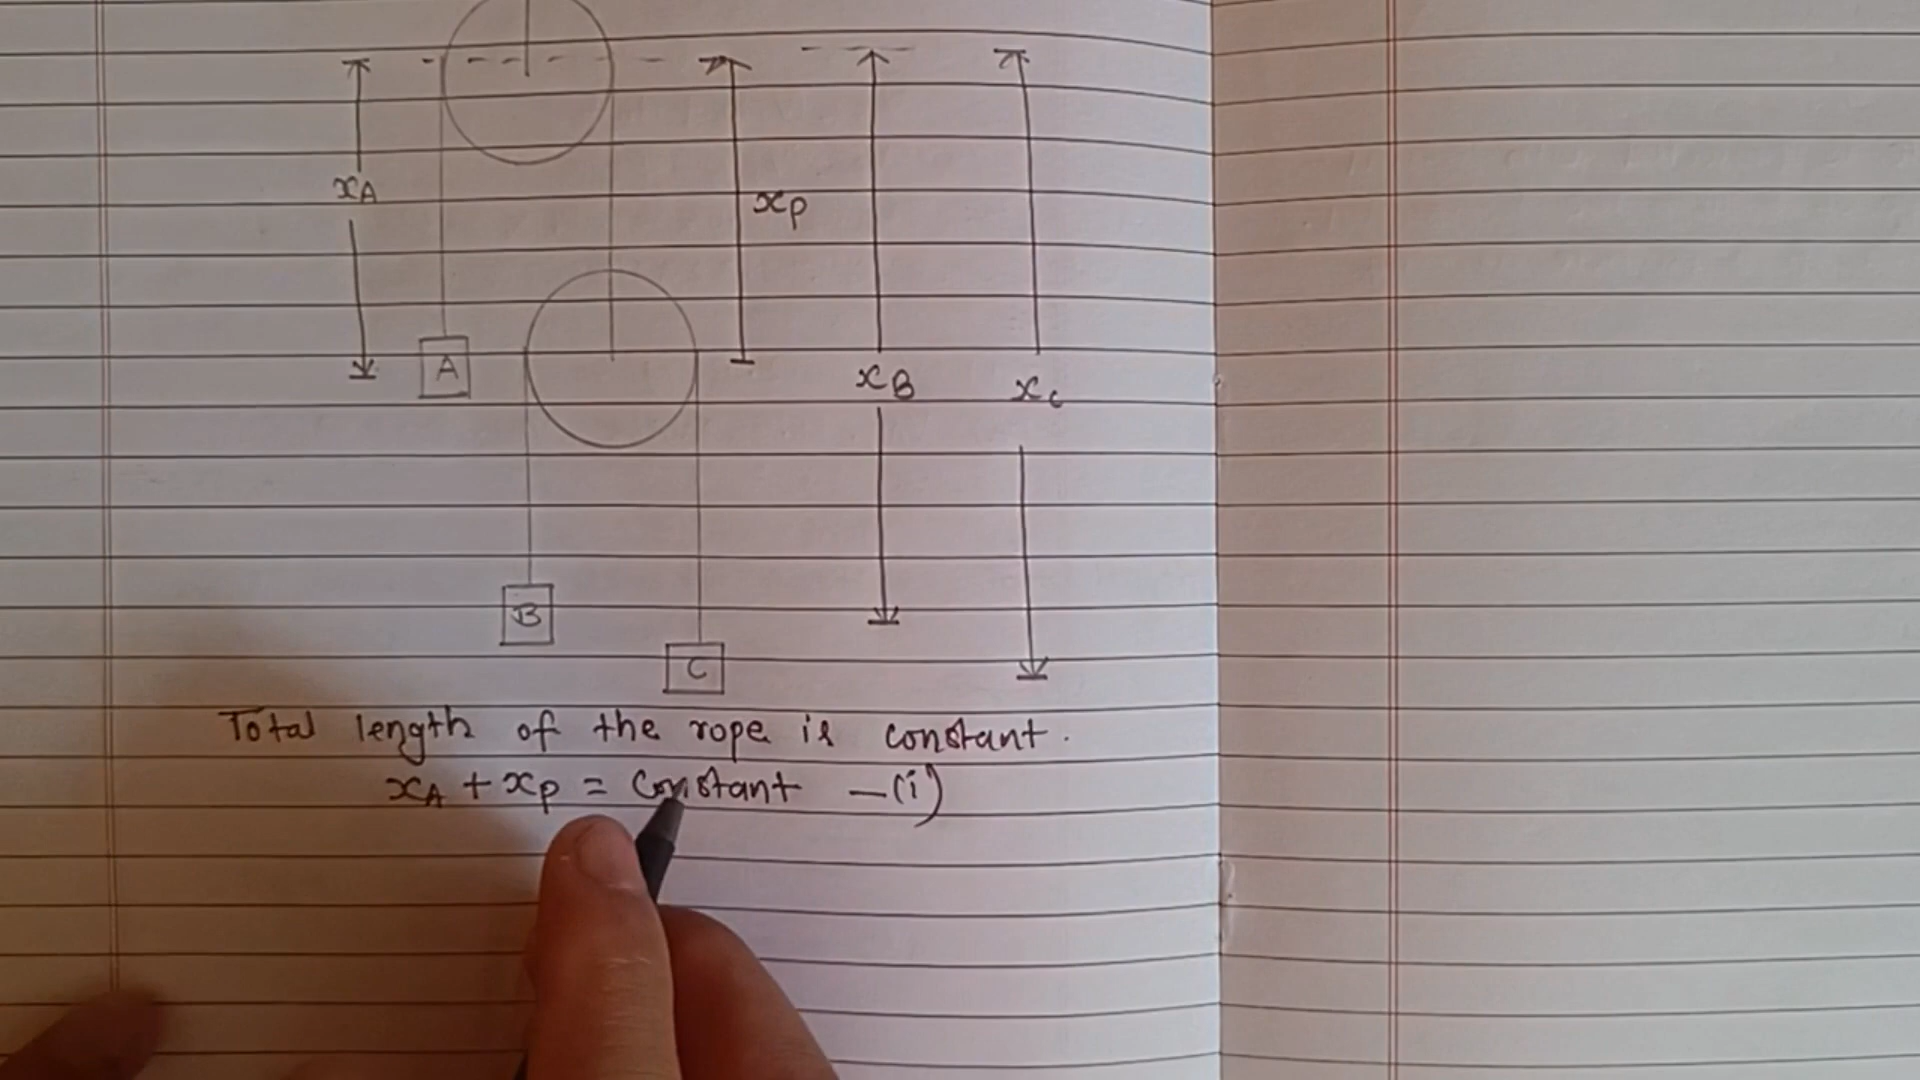 xA
xP
A
xB
xc
B
C
Total length of the rope is constant.
xA + xP = constant —(i)